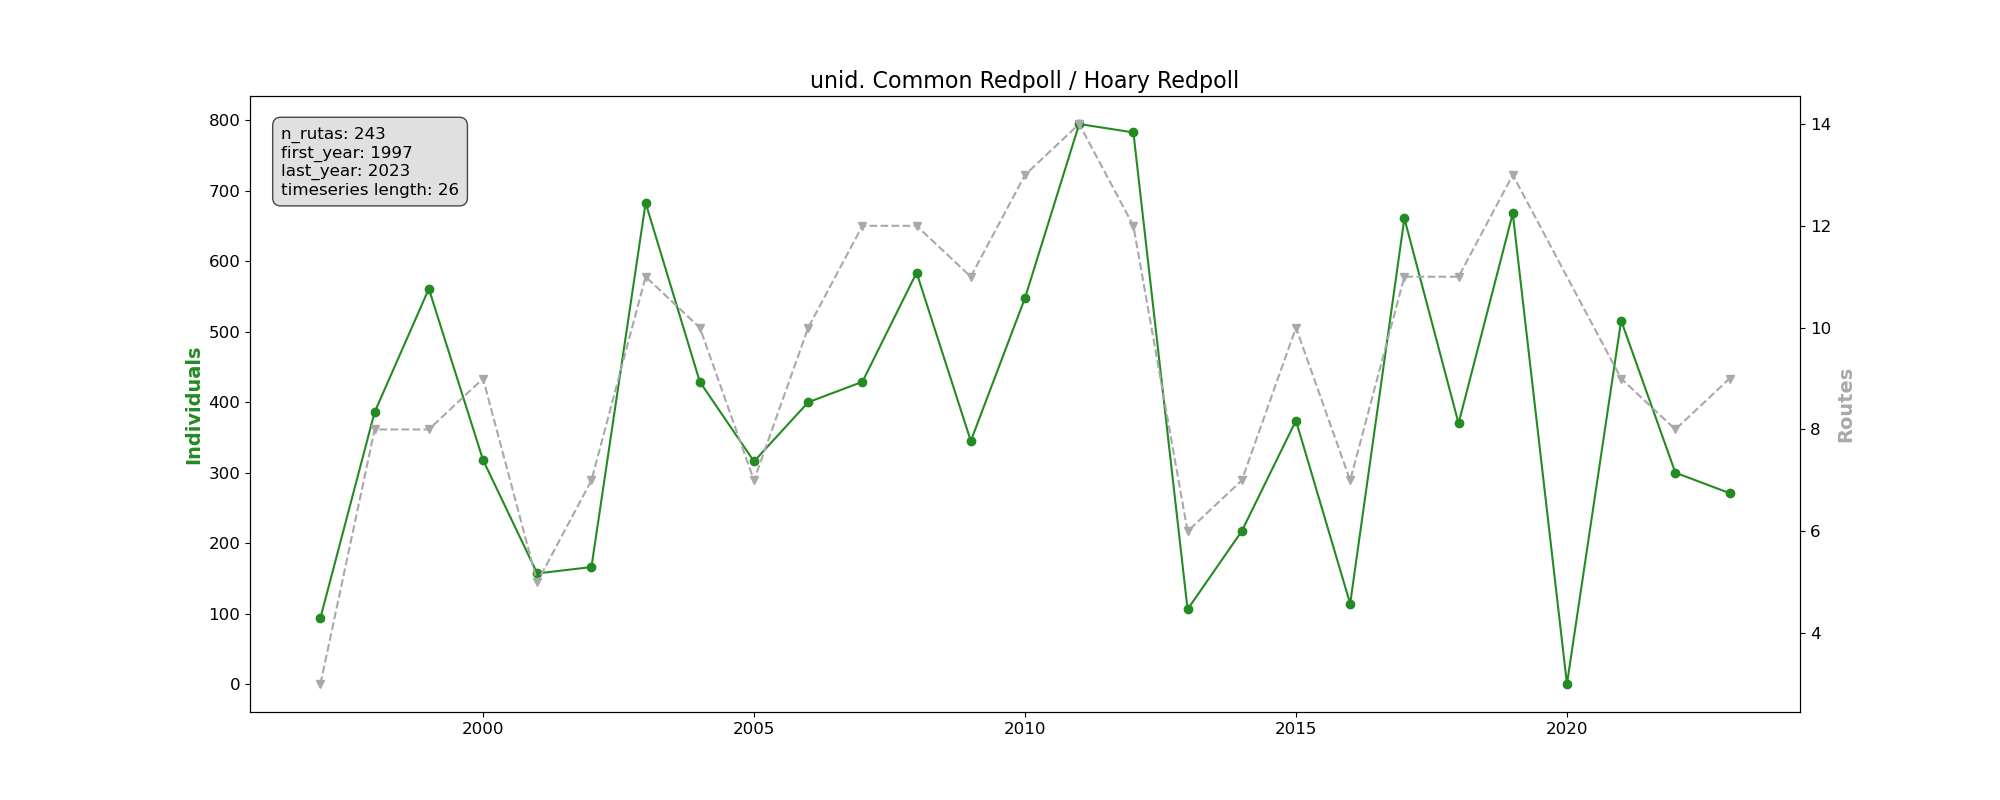 unid. Common Redpoll / Hoary Redpoll
n_rutas: 243
first_year: 1997
last_year: 2023
timeseries length: 26
800
700
600
500
400
300
200
100
0
Individuals
14
12
10
8
6
4
Routes
2000
2005
2010
2015
2020